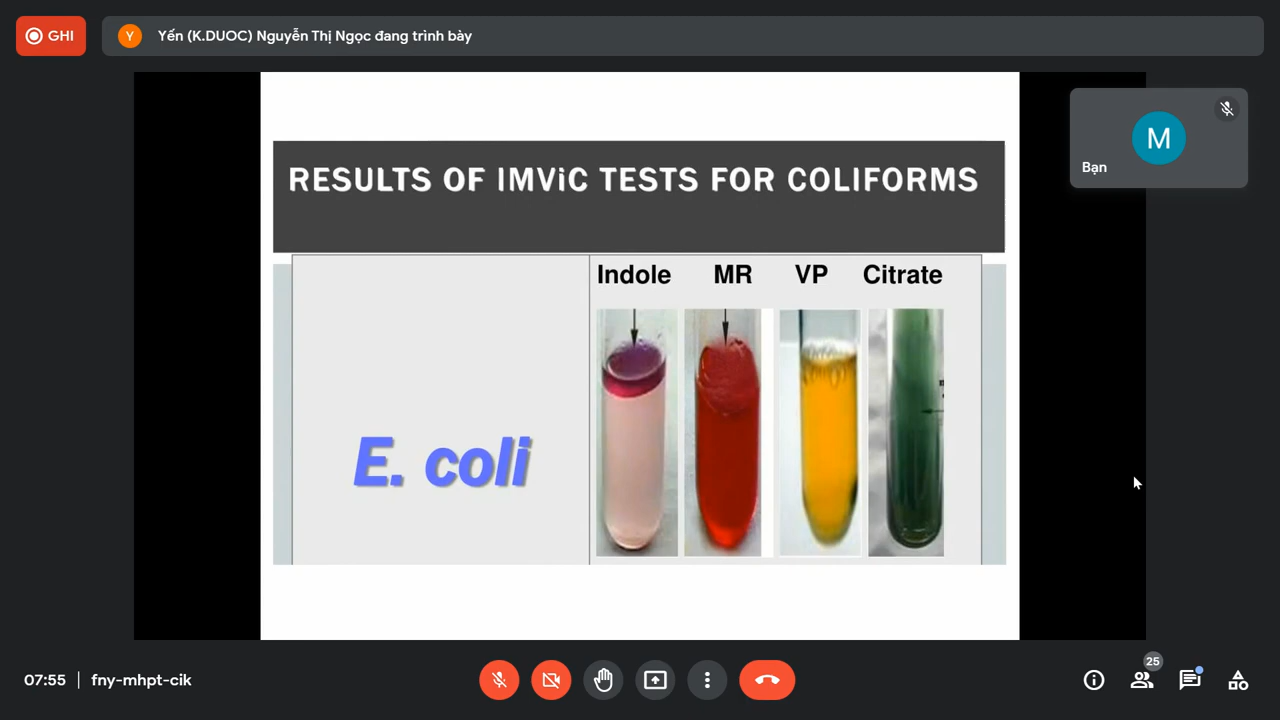 GHI
Y
Yến (K.DUOC) Nguyễn Thị Ngọc đang trình bày
M
Bạn
RESULTS OF IMViC TESTS FOR COLIFORMS
Indole MR VP Citrate
E. coli
07:55 | fny-mhpt-cik
25